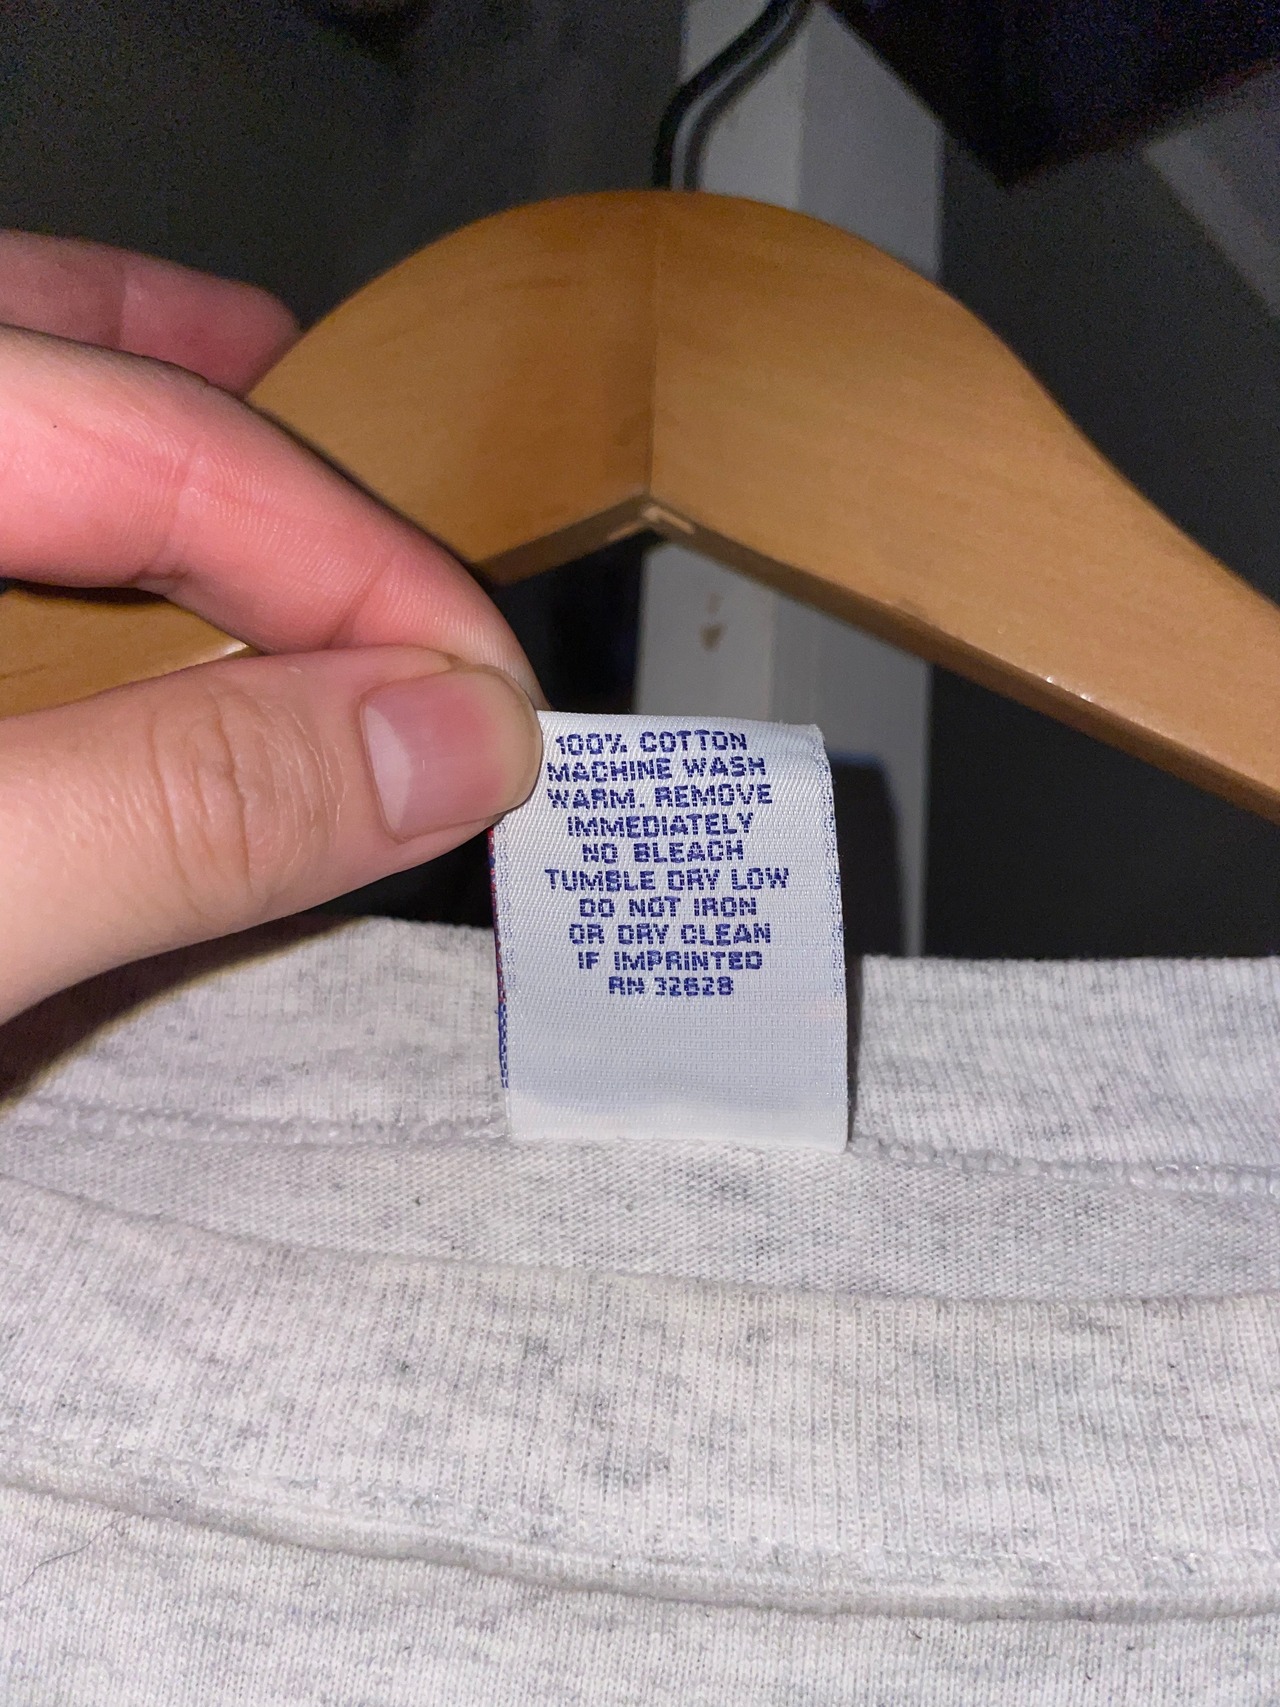 100% COTTON
MACHINE WASH
WARM. REMOVE
IMMEDIATELY
NO BLEACH
TUMBLE DRY LOW
DO NOT IRON
OR DRY CLEAN
IF IMPRINTED
RN 32628